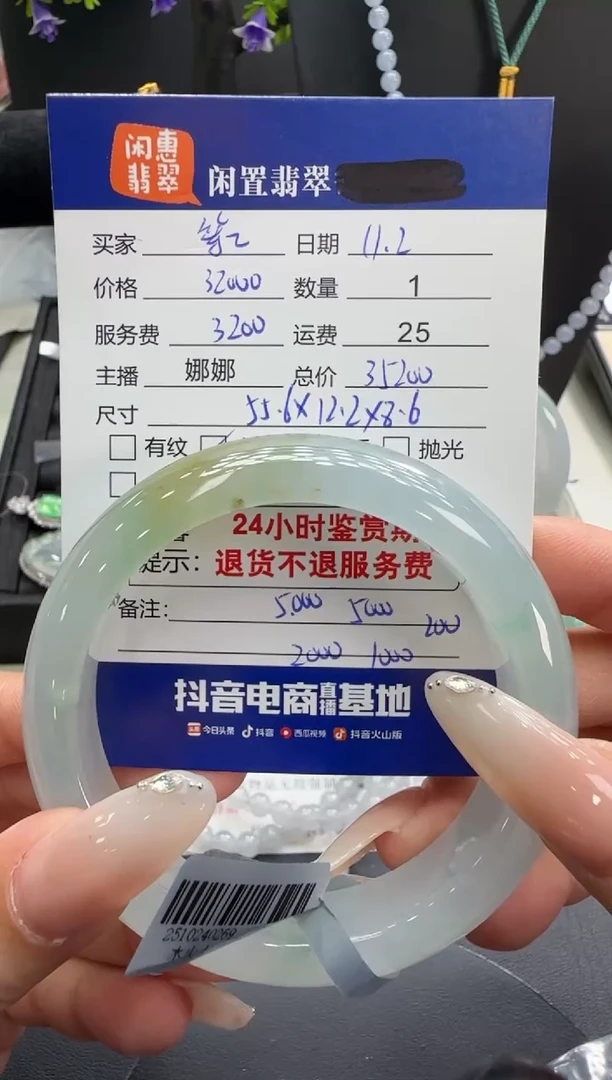 闲惠翡翠
闲置翡翠
买家 日期 11.2
价格 32000 数量 1
服务费 3200 运费 25
主播 娜娜 总价 35200
尺寸 55.6X12.2X8.6
有纹 抛光
24小时鉴赏期
提示：退货不退服务费
备注： 5000 5000 200
2000 1000
抖音电商直播基地
头条 今日头条 抖音 西瓜视频 抖音火山版
2510240269